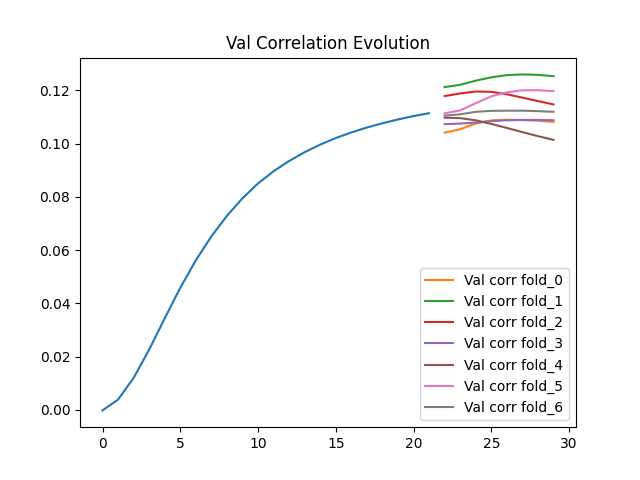 Val Correlation Evolution
0.12
0.10
0.08
0.06
0.04
0.02
0.00
0 5 10 15 20 25 30
Val corr fold_0
Val corr fold_1
Val corr fold_2
Val corr fold_3
Val corr fold_4
Val corr fold_5
Val corr fold_6